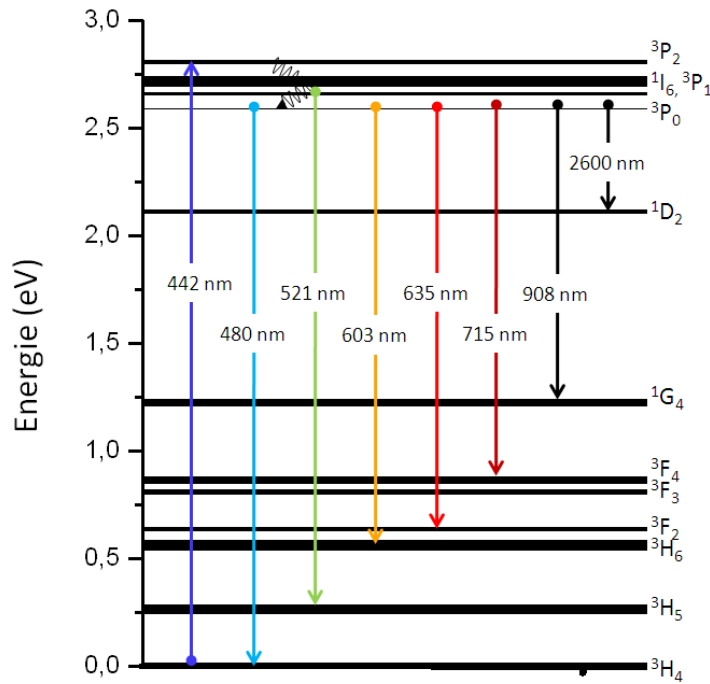 Energie (eV)
3,0
2,5
2,0
1,5
1,0
0,5
0,0
³P₂
¹I₆, ³P₁
³P₀
¹D₂
¹G₄
³F₄
³F₃
³F₂
³H₆
³H₅
³H₄
2600 nm
442 nm
521 nm
635 nm
908 nm
480 nm
603 nm
715 nm